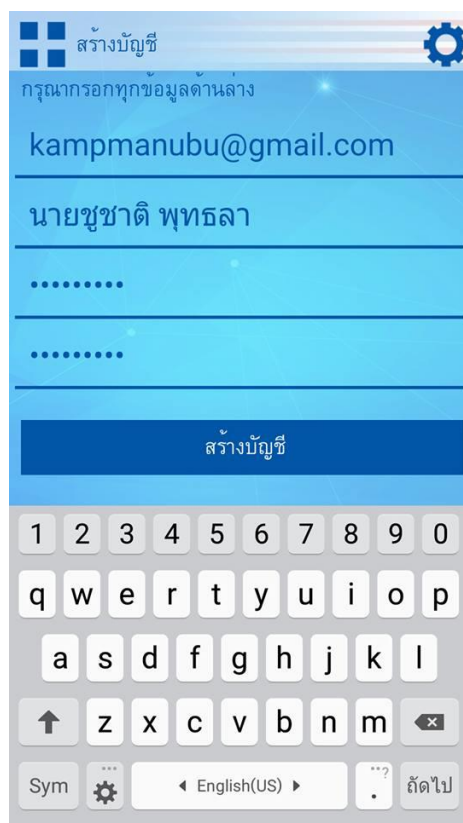 สร้างบัญชี
กรุณากรอกทุกข้อมูลด้านล่าง
kampmanubu@gmail.com
นายชูชาติ พุทธลา
•••••••••
•••••••••
สร้างบัญชี
1 2 3 4 5 6 7 8 9 0
q w e r t y u i o p
a s d f g h j k l
z x c v b n m
Sym English(US) . ถัดไป